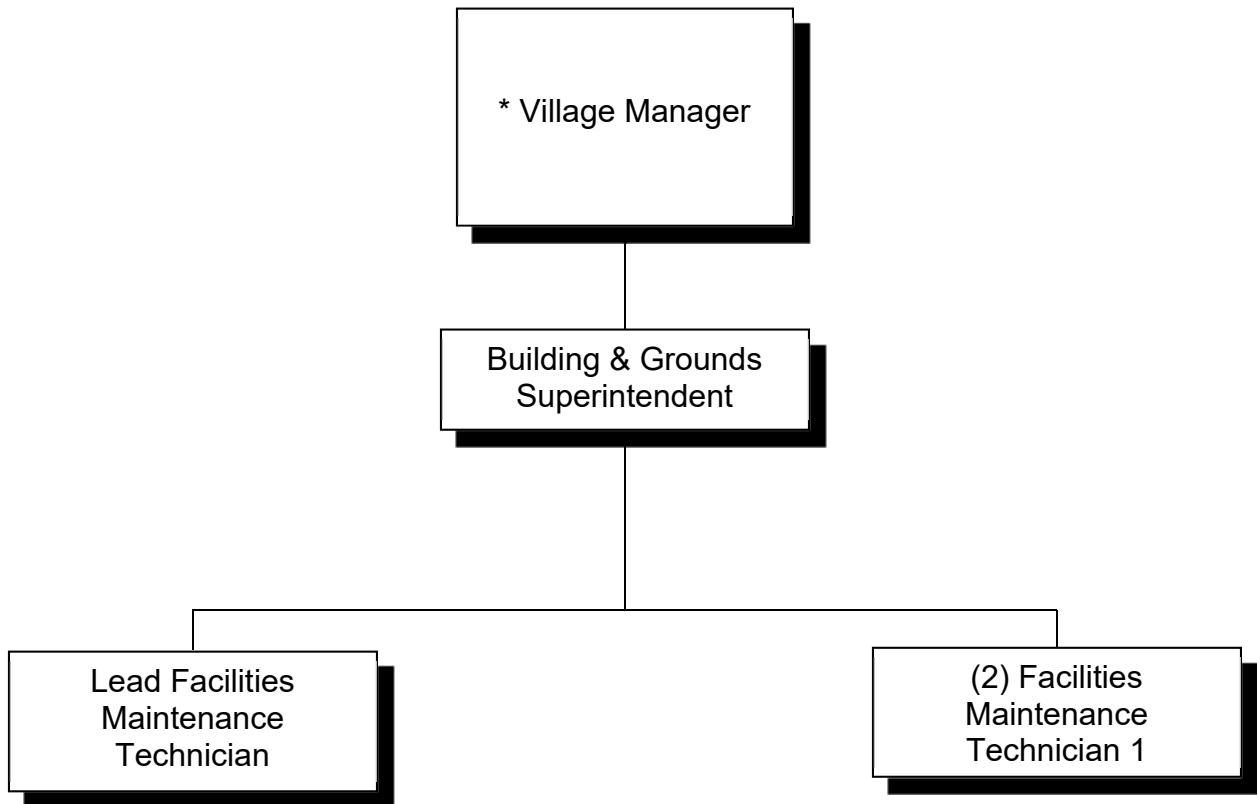 * Village Manager
Building & Grounds
Superintendent
Lead Facilities
Maintenance
Technician
(2) Facilities
Maintenance
Technician 1